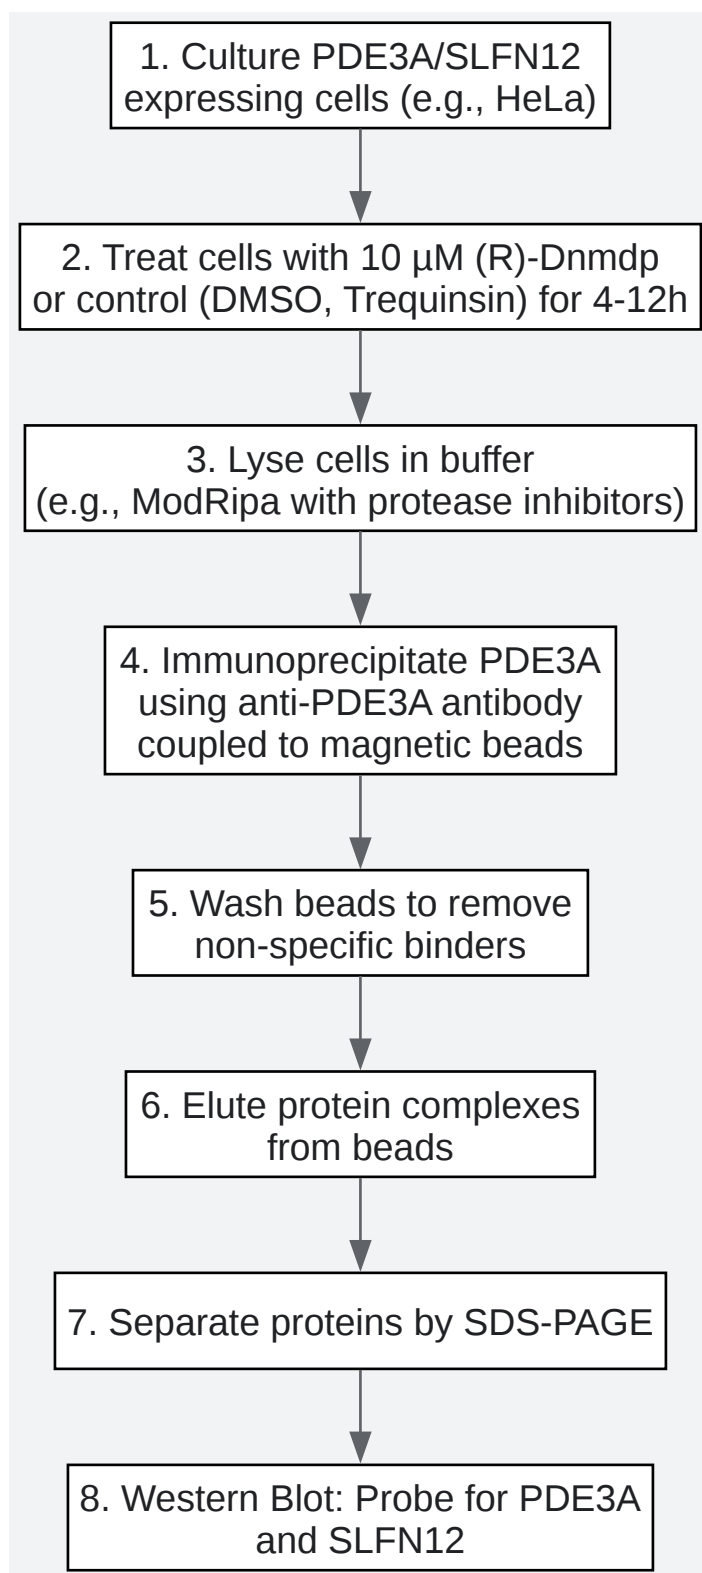 1. Culture PDE3A/SLFN12
expressing cells (e.g., HeLa)
2. Treat cells with 10 µM (R)-Dnmdp
or control (DMSO, Trequinsin) for 4-12h
3. Lyse cells in buffer
(e.g., ModRipa with protease inhibitors)
4. Immunoprecipitate PDE3A
using anti-PDE3A antibody
coupled to magnetic beads
5. Wash beads to remove
non-specific binders
6. Elute protein complexes
from beads
7. Separate proteins by SDS-PAGE
8. Western Blot: Probe for PDE3A
and SLFN12